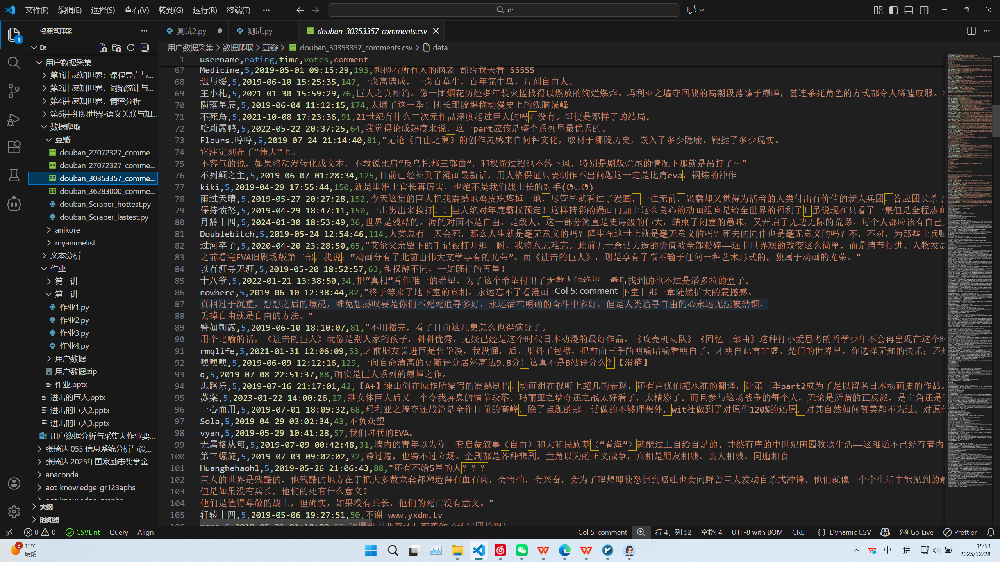 文件(F) 编辑(E) 选择(S) 查看(V) 转到(G) 运行(R) 终端(T) ··· d:
资源管理器
测试2.py 测试.py douban_30353357_comments.csv
D:
用户数据采集 > 数据爬取 > 豆瓣 > douban_30353357_comments.csv > data
1
用户数据采集
第1讲 感知世界：课程导言与...
第2讲 感知世界：词频统计与...
第4讲 感知世界：情感分析
第6讲-组织世界-语义关联与知...
数据爬取
豆瓣
douban_27072327_comme...
douban_27072327_comme...
douban_30353357_comme...
douban_36283000_comme...
douban_Scraper_hottest.py
douban_Scraper_lastest.py
anikore
myanimelist
文本分析
作业
第二讲
第一讲
作业1.py
作业2.py
作业3.py
作业4.py
用户数据
用户数据.zip
作业.pptx
进击的巨人.pptx
进击的巨人2.pptx
进击的巨人3.pptx
用户数据分析与采集大作业要...
张椅达 055 信息系统分析与设...
张椅达 2025年国家励志奖学金
anaconda
aot_knowledge_gr123aphs
大纲
时间线
1 username,rating,time,votes,comment
67 Medicine,5,2019-05-01 09:15:29,193,想摁着所有人的脑袋 都给我去看 55555
68 迟与缓,5,2019-06-10 15:25:35,147,一念高墙成，一念百草生，百年笼中鸟，片刻自由人。
69 王小札,5,2021-01-30 15:59:29,76,巨人之真相篇。像一团烟花历经多年装火搓捻得以燃放的绚烂爆炸。玛利亚之墙夺回战的高潮段落臻于巅峰，甚连杀死角色的方式都令人唏嘘叹服。
70 陨落星辰,5,2019-06-04 11:12:15,174,太燃了这一季！团长那段堪称动漫史上的洗脑巅峰
71 不死鳥,5,2021-10-08 17:23:36,91,21世纪有什么二次元作品深度超过巨人的吗？没有。即便是那样子的结局。
72 哈莉露鸭,5,2022-05-22 20:37:25,64,我觉得论成熟度来说，这一part应该是整个系列里最优秀的。
73 Fleurs.哼哼,5,2019-07-24 21:14:40,81,"无论《自由之翼》的创作灵感来自何种文化，取材于哪段历史，嵌入了多少隐喻，鞭挞了多少现实。
74 它注定刻在了“伟大”上。
75 不客气的说，如果将动漫转化成文本，不敢说比肩“反乌托邦三部曲”，和权游过招也不落下风，特别是剧版烂尾的情况下那就是吊打了～"
76 不列颠之主,5,2019-06-07 01:28:34,125,目前已经补到了漫画最新话，用人格保证只要制作不出问题这一定是比肩eva，钢炼的神作
77 kiki,5,2019-04-29 17:55:44,150,就是里维士官长再厉害，也绝不是我们战士长的对手(◔◡◔)
78 雨过天晴,5,2019-05-27 20:27:28,152,今天这集的巨人把我震撼地鸡皮疙瘩掉一地，尽管早就看过了漫画，一往无前，愚蠢却又觉得为活着的人类付出有价值的新人兵团，答应团长杀了
79 保持愤怒,5,2019-04-29 18:47:11,150,一击男出来挨打！！巨人绝对年度霸权预定！这样精彩的漫画再加上这么良心的动画组真是给全世界的福利了！虽说现在只看了一集但是全程热血
80 月龄十四,5,2024-01-30 18:53:49,36,世界是残酷的。海的对面不是自由，是敌人。这一部分简直是史诗级的伟大，结束了闭塞的愚昧，又开启了无边无际的荒谬。每个人都应该有自己
81 Doublebitch,5,2019-05-24 12:54:46,114,人类总有一天会死，那么人生就是毫无意义的吗？降生在这世上就是毫无意义的吗？死去的同伴也是毫无意义的吗？不，不对，为那些士兵赋
82 过河卒子,5,2020-04-20 23:28:50,65,"艾伦父亲留下的手记被打开那一瞬，我将永志难忘。此前五十余话力造的价值被全部粉碎——远非世界观的改变这么简单，而是情节行进、人物发展
83 之前看完EVA旧剧场版第二部，我说：“动画分有了此前由伟大文学享有的光荣”。而《进击的巨人》，则是享有了毫不输于任何一种艺术形式的，独属于动画的光荣。"
84 以有涯寻无涯,5,2019-05-20 18:52:57,63,和权游不同，一如既往的五星！
85 十八爷,5,2022-01-21 13:38:50,34,把“真相”看作唯一的希望，为了这个希望付出了无数人的绝望，最后找到的也不过是潘多拉的盒子。
86 nowhere,5,2019-06-10 12:38:44,82,"终于等来了地下室的真相。永远忘不了看漫画 下室」那一章陡然扩大的震撼感。
Col 5: comment
87 真相过于沉重，想想之后的境况，难免想感叹要是你们不死死追寻多好，永远活在明确的奋斗中多好，但是人类追寻自由的心永远无法被禁锢。
88 丢掉自由就是自由的方法。"
89 譬如朝露,5,2019-06-10 18:10:07,81,"不用播完，看了目前这几集怎么也得满分了。
90 用个比喻的话，《进击的巨人》就像是别人家的孩子，科科优秀，无疑已经是这个时代日本动漫的最好作品。《攻壳机动队》《回忆三部曲》这种打小爱思考的哲学少年不会再出现在这个时
91 rmqlife,5,2021-01-31 12:06:09,53,之前朋友说进巨是哲学漫，我没懂。后几集抖了包袱，把前面三季的明喻暗喻看明白了，才明白此言非虚。楚门的世界里，你选择无知的快乐；还是
92 嘿嘿嘿,5,2019-06-09 12:12:16,129,一向自命清高的豆瓣评分居然高达9.8分！这真不是B站评分么？【滑稽】
93 q,5,2019-07-08 22:51:37,88,确实是巨人系列的巅峰之作。
94 思路乐,5,2019-07-16 21:17:01,42,【A+】谏山创在原作所编写的震撼剧情，动画组在视听上超凡的表现，还有声优们超水准的翻译，让第三季part2成为了足以留名日本动画史的作品。
95 苏案,5,2023-01-22 14:00:26,27,继女体巨人后又一个令我屏息的情节段落。玛丽亚之墙夺还之战太好看了，太精彩了。而且参与这场战争的每个人，无论是所谓的正反派，是主角还是
96 一心而用,5,2019-07-01 18:09:32,68,玛利亚之墙夺还战篇是全作目前的高峰，除了点题的那一话做的不够理想外，wit社做到了对原作120%的还原，对其自然如何赞美都不为过。对原作
97 Sola,5,2019-04-29 03:02:34,43,不负众望
98 vyan,5,2019-05-29 10:41:28,57,我们时代的EVA。
99 无属格从句,5,2019-07-09 00:42:48,31,墙内的青年以为靠一套启蒙叙事（自由）和大和民族梦（“看海”）就能过上自给自足的、井然有序的中世纪田园牧歌生活——这难道不已经有着内
100 第三螺旋,5,2019-07-03 09:02:02,32,跨过墙，也跨不过立场。全剧都是各种悲剧，主角以为的正义战争，真相是朋友相残、亲人相残、同胞相食
101 Huanghehaohl,5,2019-05-26 21:06:43,88,"还有不给5星的人？？？
102 巨人的世界是残酷的，他残酷的地方在于把大多数龙套都塑造得有血有肉，会害怕，会兴奋，会为了理想即使恐惧到呕吐也会向野兽巨人发动自杀式冲锋。他们就像一个个生活中能见到的最
103 但是如果没有兵长，他们的死有什么意义？
104 他们是值得尊敬的战士，但确实，如果没有兵长，他们的死亡没有意义。"
105 轩辕十四,5,2019-05-06 19:27:51,50,不谢 www.yxdm.tv
0 0 CSVLint Query Align Col 5: comment 行 4，列 52 空格: 4 UTF-8 with BOM CRLF { } Dynamic CSV Go Live Prettier
3 13°C
晴朗
中 拼 15:53
2025/12/28